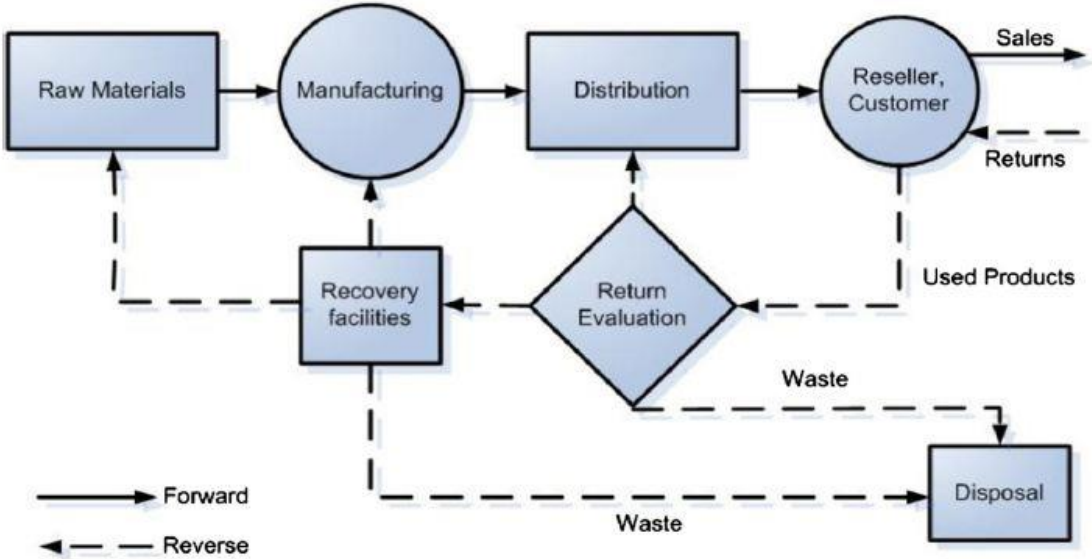 Raw Materials
Manufacturing
Distribution
Reseller,
Customer
Sales
Returns
Used Products
Recovery
facilities
Return
Evaluation
Waste
Disposal
Waste
Forward
Reverse